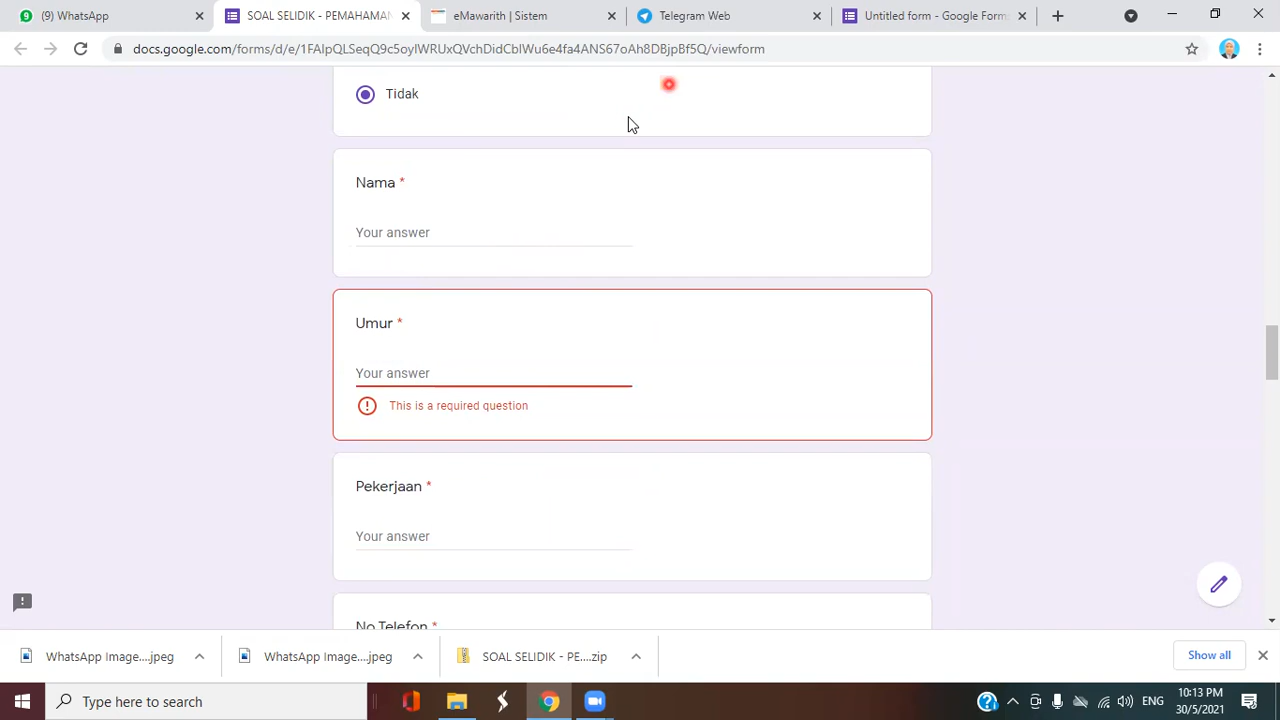 (9) WhatsApp
SOAL SELIDIK - PEMAHAMAN
eMawarith | Sistem
Telegram Web
Untitled form - Google Forms
docs.google.com/forms/d/e/1FAIpQLSeqQ9c5oyIWRUxQVchDidCblWu6e4fa4ANS67oAh8DBjpBf5Q/viewform
Tidak
Nama *
Your answer
Umur *
Your answer
This is a required question
Pekerjaan *
Your answer
No Telefon *
WhatsApp Image....jpeg
WhatsApp Image....jpeg
SOAL SELIDIK - PE....zip
Show all
Type here to search
ENG
10:13 PM
30/5/2021